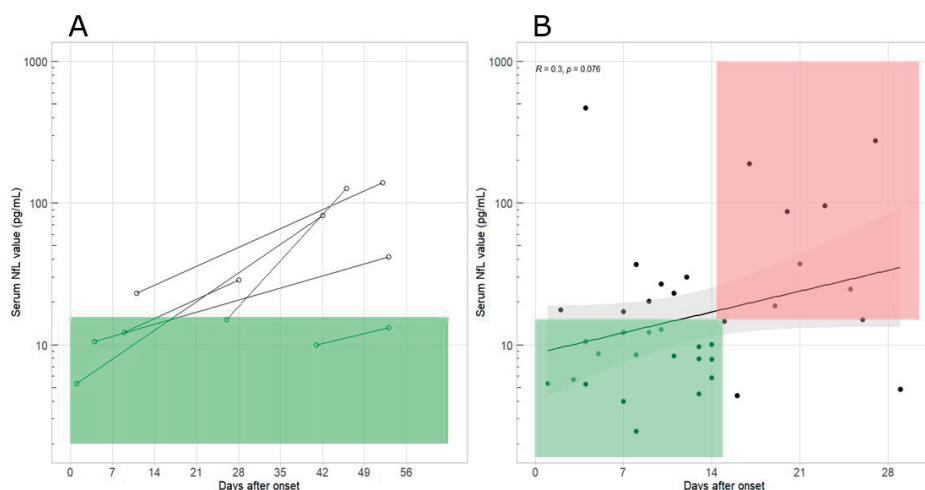 A
B
1000
100
10
Serum NfL value (pg/mL)
0 7 14 21 28 35 42 49 56
Days after onset
R = 0.3, p = 0.076
1000
100
10
Serum NfL value (pg/mL)
0 7 14 21 28
Days after onset